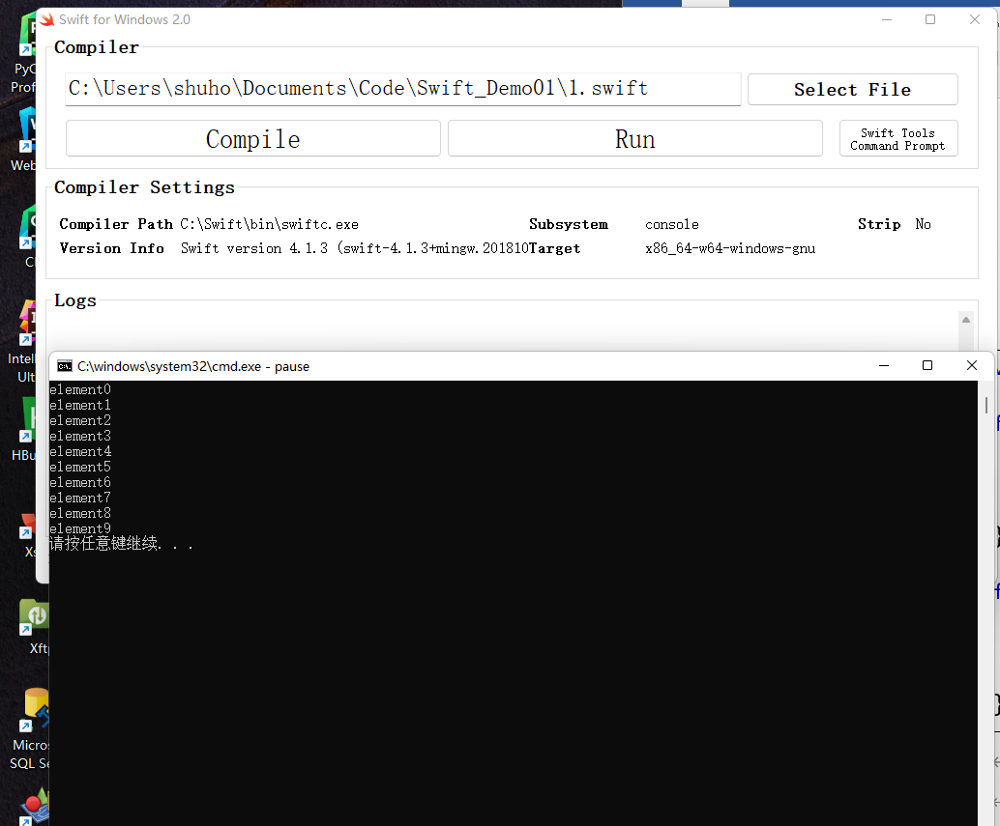 Swift for Windows 2.0
Compiler
C:\Users\shuho\Documents\Code\Swift_Demo01\1.swift
Select File
Compile
Run
Swift Tools
Command Prompt
Compiler Settings
Compiler Path C:\Swift\bin\swiftc.exe Subsystem console Strip No
Version Info Swift version 4.1.3 (swift-4.1.3+mingw.201810 Target x86_64-w64-windows-gnu
Logs
C:\windows\system32\cmd.exe - pause
element0
element1
element2
element3
element4
element5
element6
element7
element8
element9
请按任意键继续. . .
PyC
Prof
Web
Cl
Intel
Ult
HBu
Xs
Xft
Micros
SQL Se